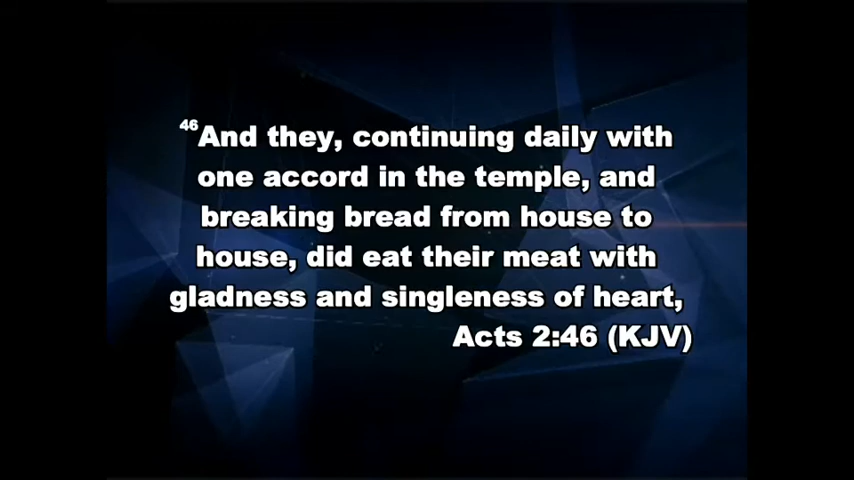 46And they, continuing daily with
one accord in the temple, and
breaking bread from house to
house, did eat their meat with
gladness and singleness of heart,
Acts 2:46 (KJV)